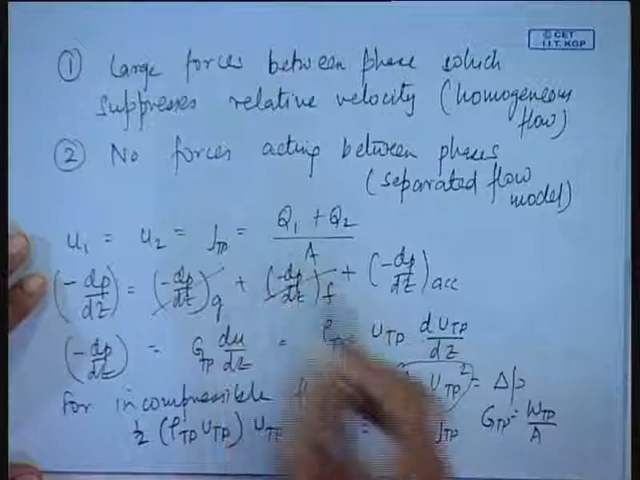 © CET
I.I.T. KGP
① Large forces between phase which
suppresses relative velocity (homogeneous
flow)
② No forces acting between phases
(separated flow
model)
u₁ = u₂ = j_TP = (Q₁ + Q₂)/A
(-dp/dz) = (-dp/dz)_g + (-dp/dz)_f + (-dp/dz)_acc
(-dp/dz) = G_TP du/dz = ρ_TP U_TP dU_TP/dz
For incompressible U_TP²) = Δp
½ (ρ_TP U_TP) U_TP = j_TP G_TP = W_TP/A